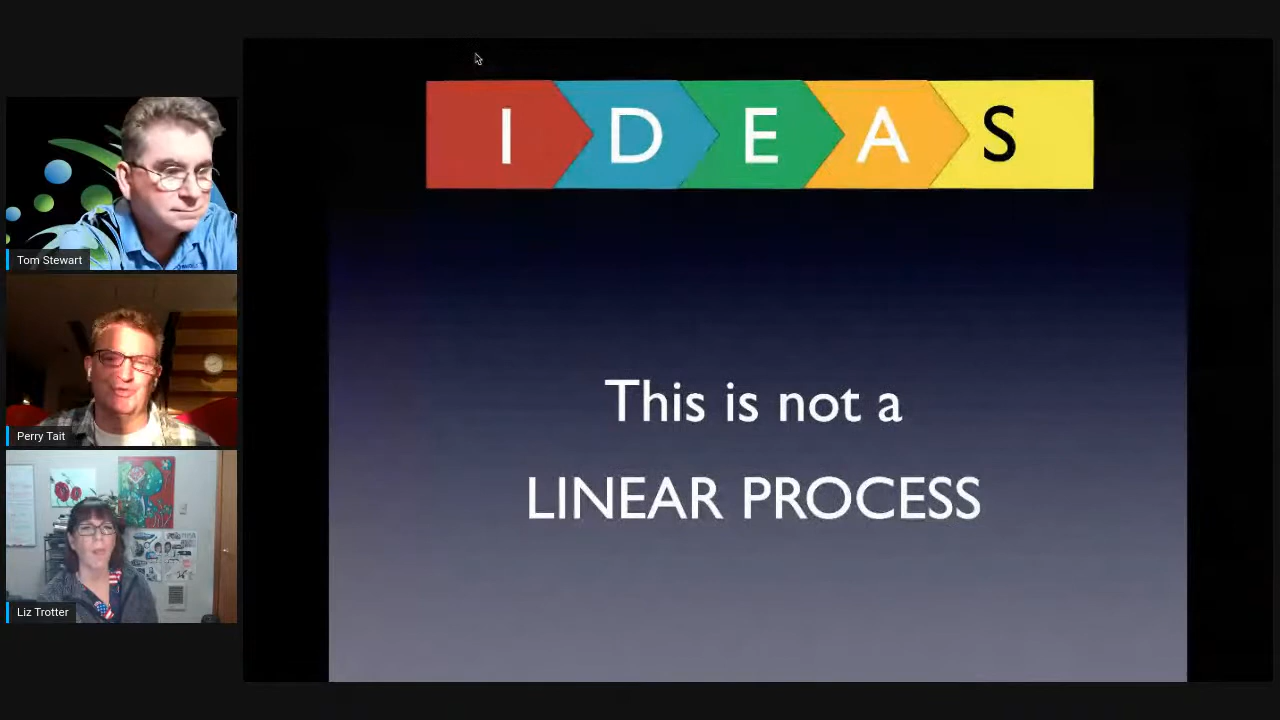 I D E A S
This is not a
LINEAR PROCESS
Tom Stewart
Perry Tait
Liz Trotter